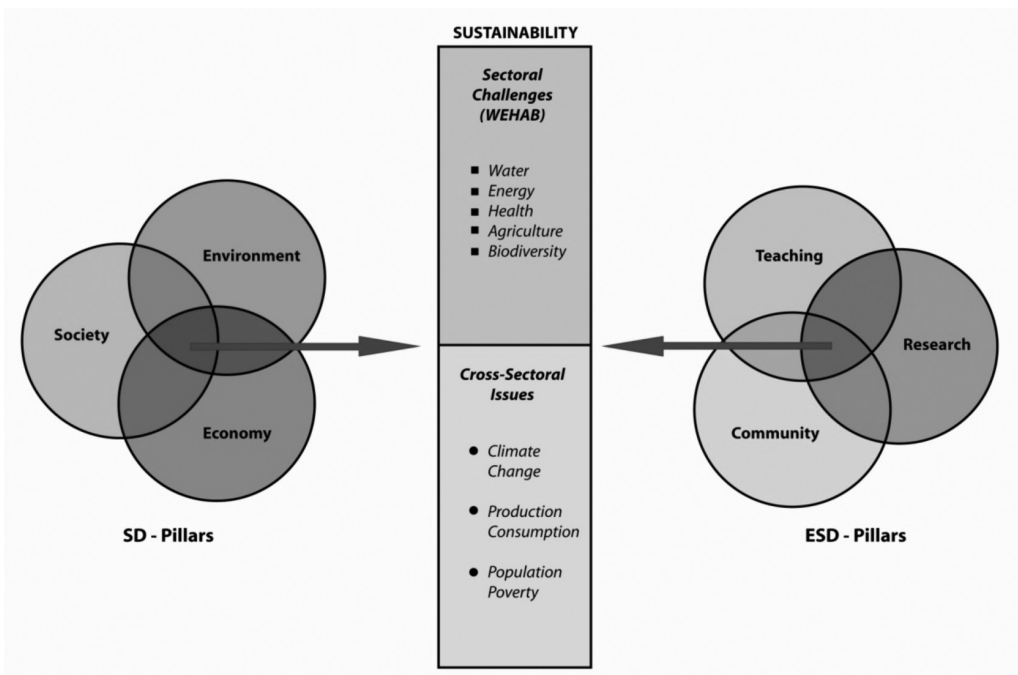 SUSTAINABILITY
Sectoral
Challenges
(WEHAB)
■ Water
■ Energy
■ Health
■ Agriculture
■ Biodiversity
Environment
Society
Economy
SD - Pillars
Cross-Sectoral
Issues
● Climate
Change
● Production
Consumption
● Population
Poverty
Teaching
Research
Community
ESD - Pillars